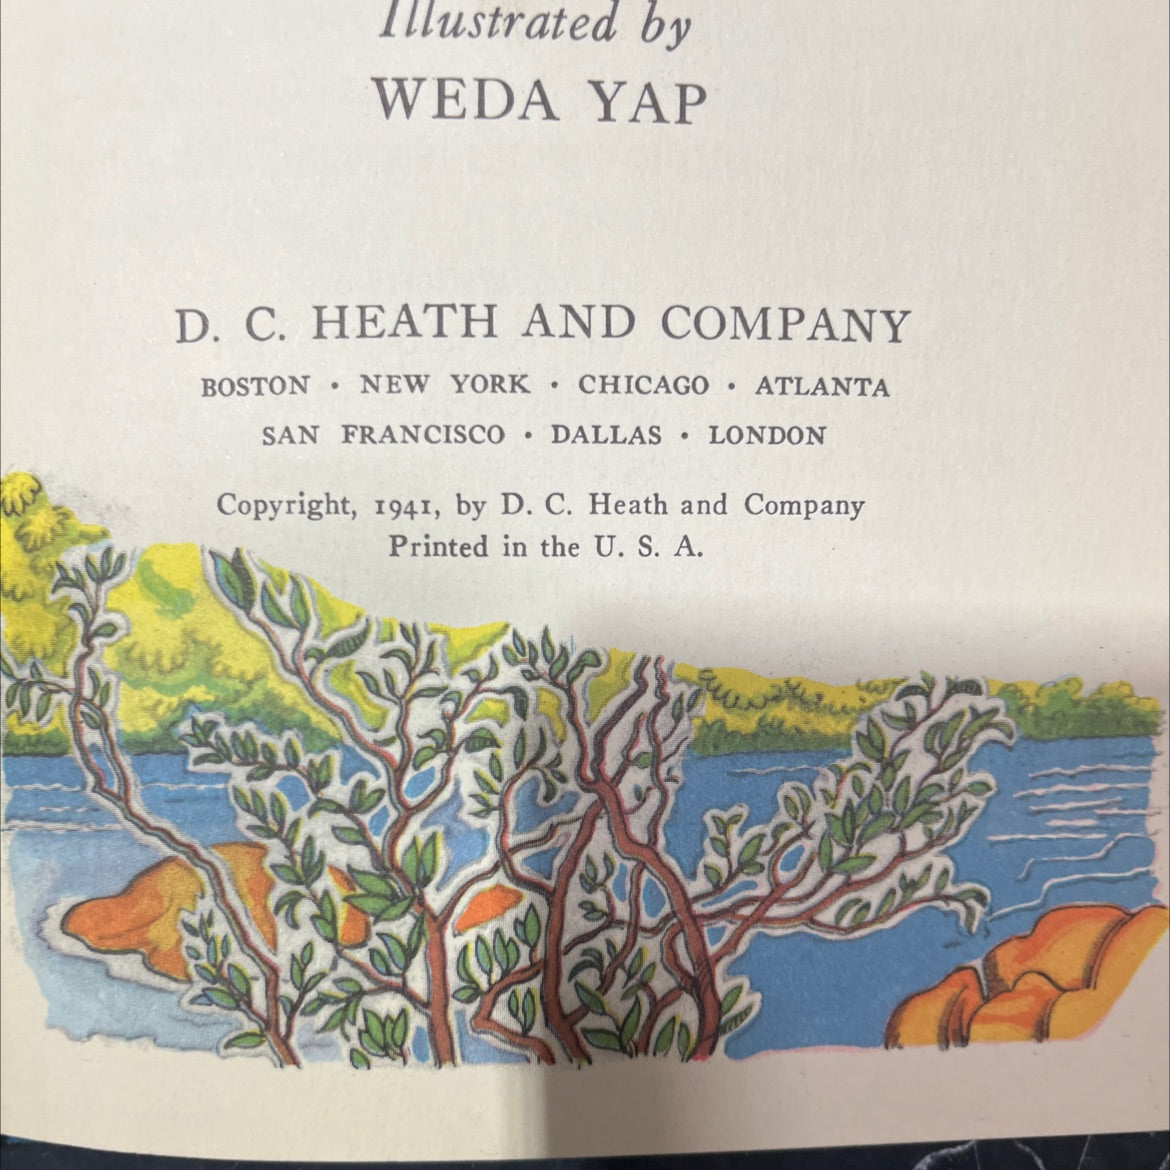 Illustrated by
WEDA YAP
D. C. HEATH AND COMPANY
BOSTON • NEW YORK • CHICAGO • ATLANTA
SAN FRANCISCO • DALLAS • LONDON
Copyright, 1941, by D. C. Heath and Company
Printed in the U. S. A.